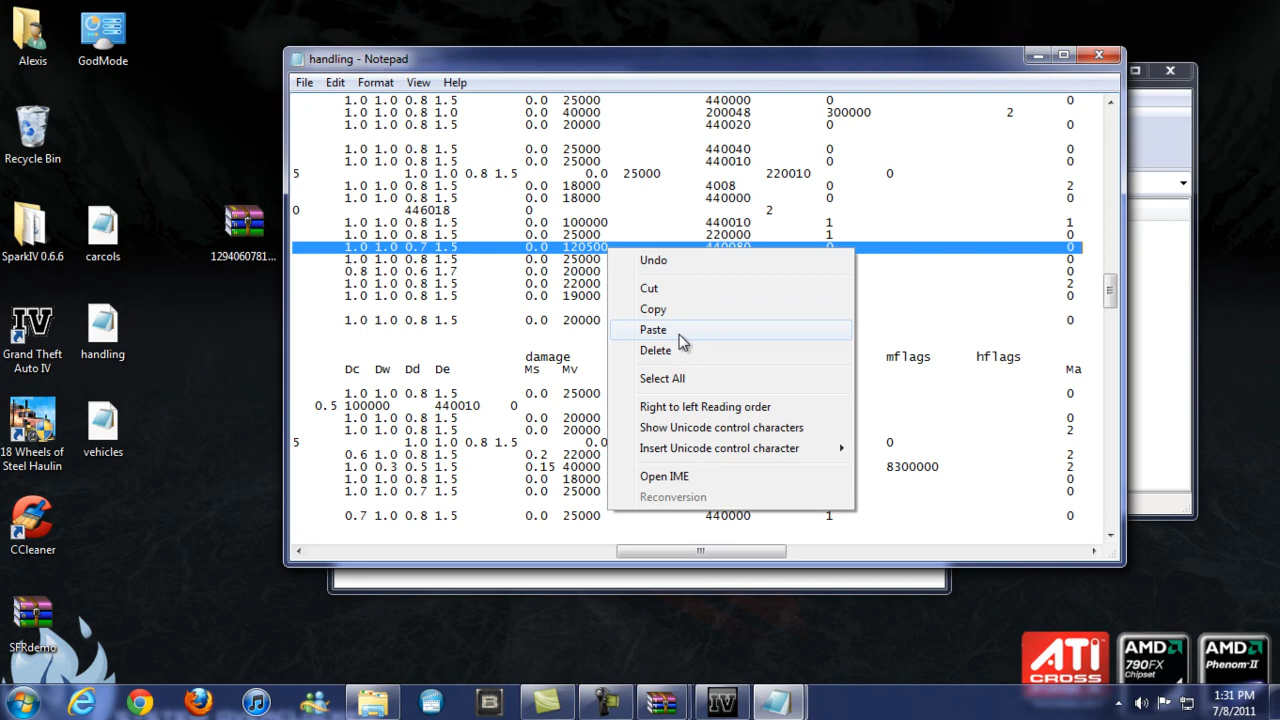 Alexis
GodMode
Recycle Bin
SparkIV 0.6.6
carcols
1294060781...
Grand Theft
Auto IV
handling
18 Wheels of
Steel Haulin
vehicles
CCleaner
SFRdemo
handling - Notepad
File Edit Format View Help
1.0 1.0 0.8 1.5 0.0 25000 440000 0 0
1.0 1.0 0.8 1.0 0.0 40000 200048 300000 2
1.0 1.0 0.8 1.5 0.0 20000 440020 0 0
1.0 1.0 0.8 1.5 0.0 25000 440040 0 0
1.0 1.0 0.8 1.5 0.0 25000 440010 0 0
5 1.0 1.0 0.8 1.5 0.0 25000 220010 0
1.0 1.0 0.8 1.5 0.0 18000 4008 0 2
1.0 1.0 0.8 1.5 0.0 18000 440000 0 0
0 446018 0 2
1.0 1.0 0.8 1.5 0.0 100000 440010 1 1
1.0 1.0 0.8 1.5 0.0 25000 220000 1 0
1.0 1.0 0.7 1.5 0.0 120500 440080 0 0
1.0 1.0 0.8 1.5 0.0 25000 0
0.8 1.0 0.6 1.7 0.0 20000 0
1.0 1.0 0.8 1.5 0.0 22000 2
1.0 1.0 0.8 1.5 0.0 19000 0
1.0 1.0 0.8 1.5 0.0 20000 0
damage mflags hflags
Dc Dw Dd De Ms Mv Ma
1.0 1.0 0.8 1.5 0.0 25000 0
0.5 100000 440010 0
1.0 1.0 0.8 1.5 0.0 20000 0
1.0 1.0 0.8 1.5 0.0 20000 2
5 1.0 1.0 0.8 1.5 0.0 0
0.6 1.0 0.8 1.5 0.2 22000 2
1.0 0.3 0.5 1.5 0.15 40000 8300000 2
1.0 1.0 0.8 1.5 0.0 18000 0
1.0 1.0 0.7 1.5 0.0 25000 0
0.7 1.0 0.8 1.5 0.0 25000 440000 1 0
Undo
Cut
Copy
Paste
Delete
Select All
Right to left Reading order
Show Unicode control characters
Insert Unicode control character
Open IME
Reconversion
ATI
CROSS
AMD
790FX
Chipset
AMD
Phenom-II
IV
B
1:31 PM
7/8/2011